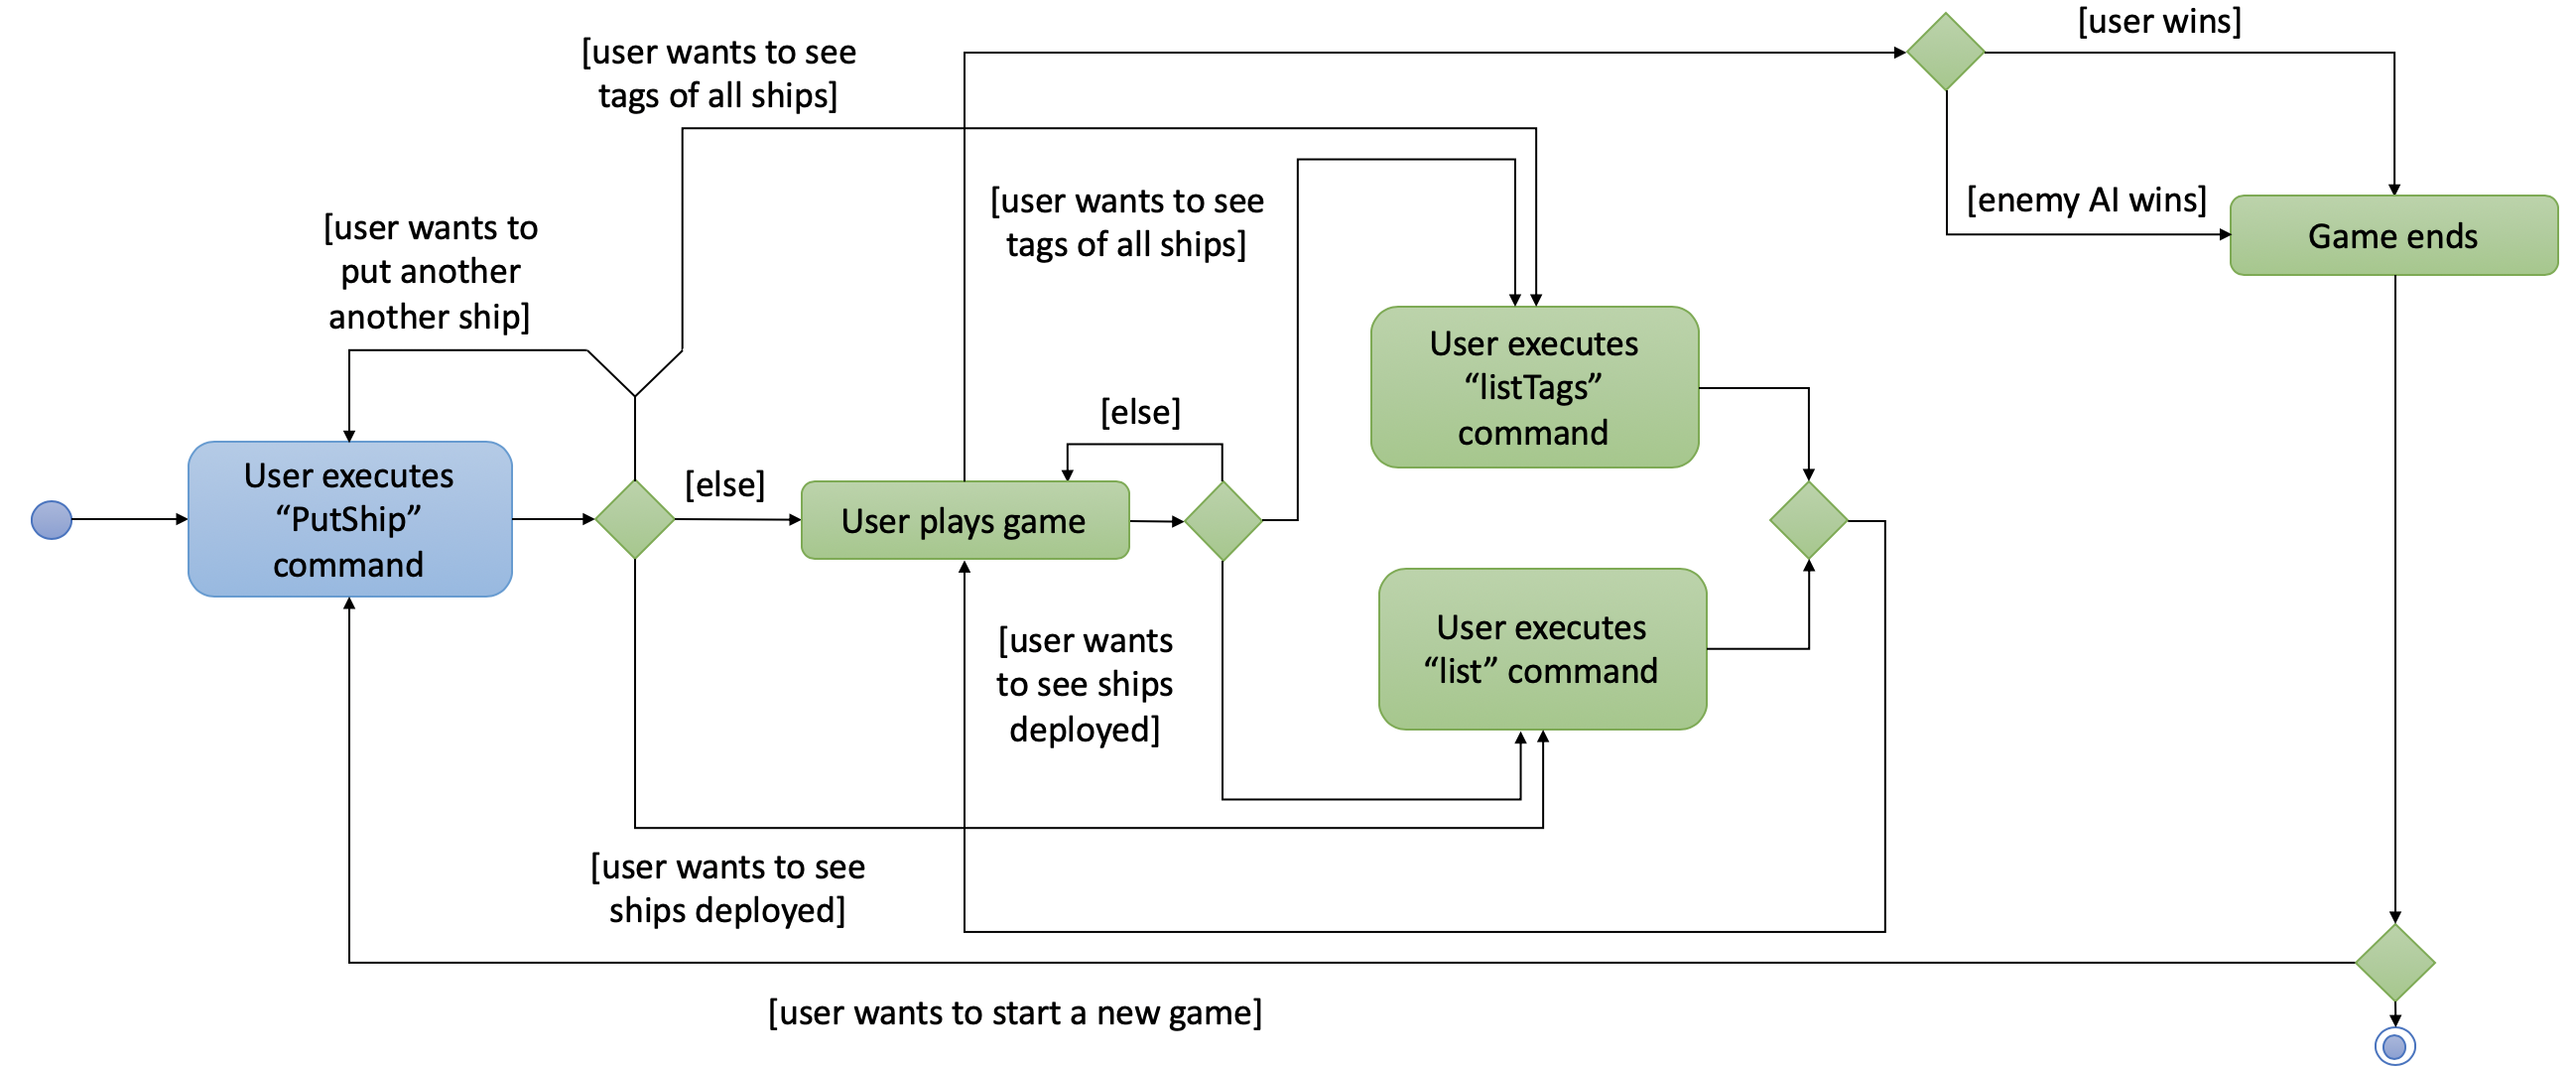 [user wins]
[user wants to see
tags of all ships]
[enemy AI wins]
Game ends
[user wants to see
tags of all ships]
[user wants to
put another
another ship]
User executes
“listTags”
command
[else]
User executes
“PutShip”
command
[else]
User plays game
[user wants
to see ships
deployed]
User executes
“list” command
[user wants to see
ships deployed]
[user wants to start a new game]